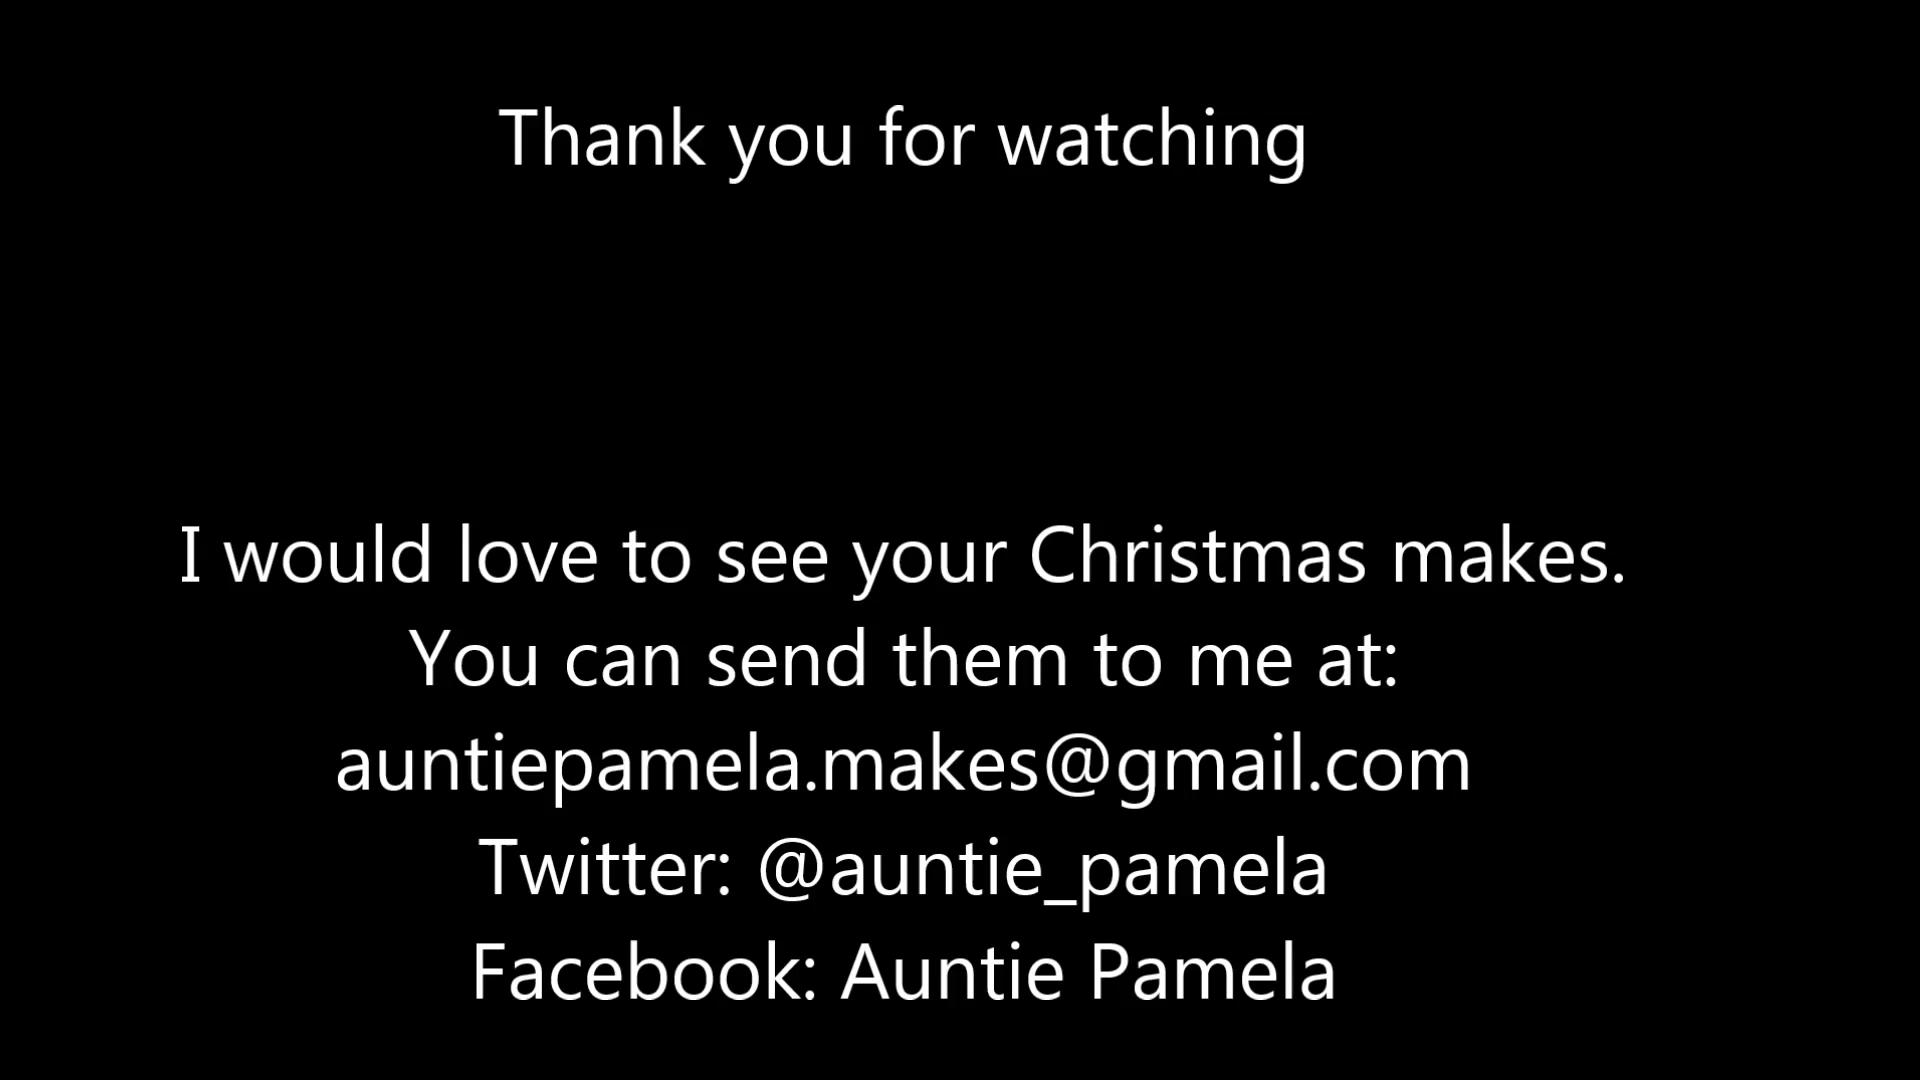 Thank you for watching
I would love to see your Christmas makes.
You can send them to me at:
auntiepamela.makes@gmail.com
Twitter: @auntie_pamela
Facebook: Auntie Pamela